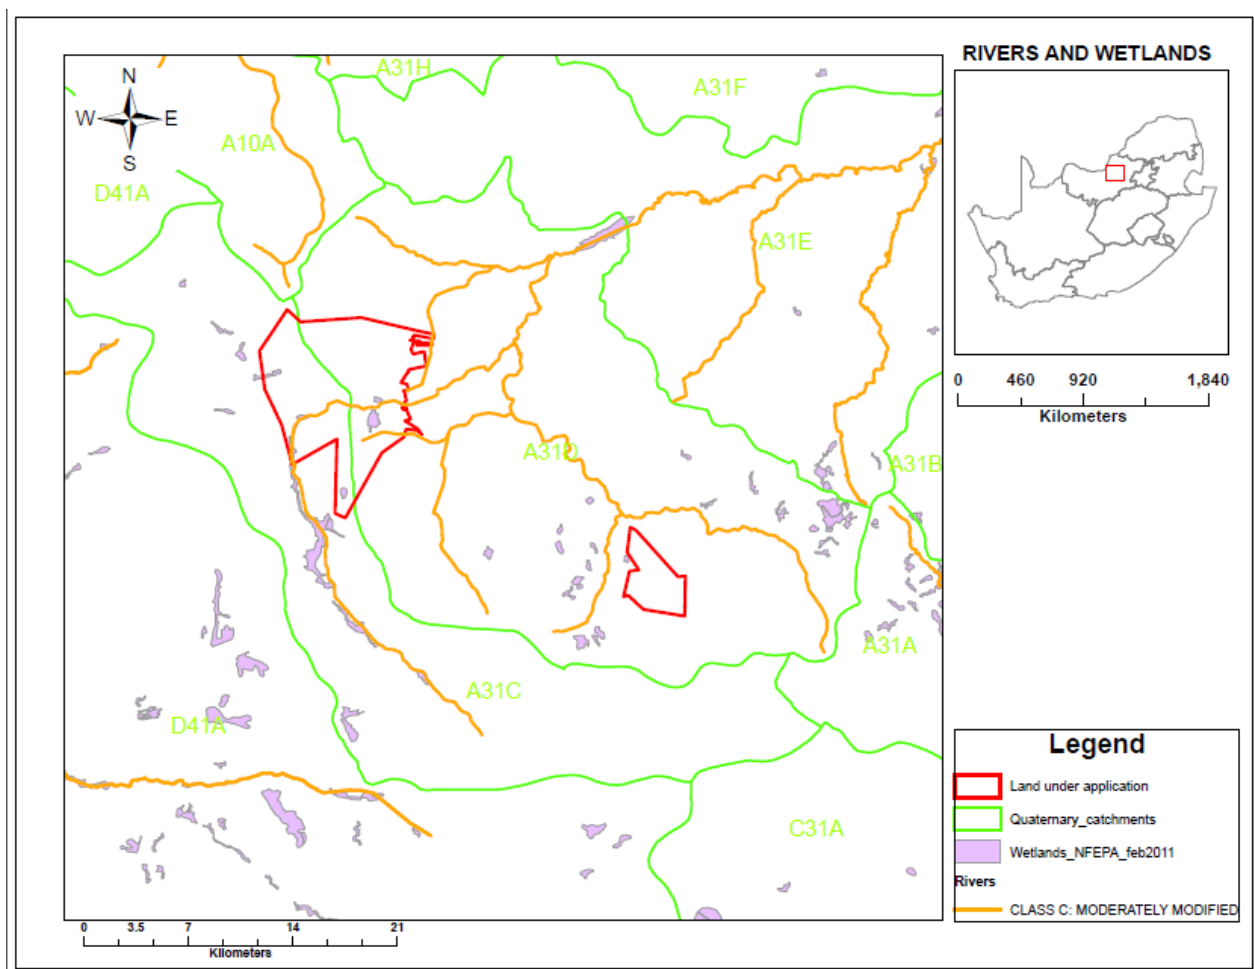 RIVERS AND WETLANDS
A31H
A31F
N
W E
S
A10A
D41A
A31E
0 460 920 1,840
Kilometers
A31D
A31B
A31A
A31C
D41A
C31A
Legend
Land under application
Quaternary_catchments
Wetlands_NFEPA_feb2011
Rivers
CLASS C: MODERATELY MODIFIED
0 3.5 7 14 21
Kilometers